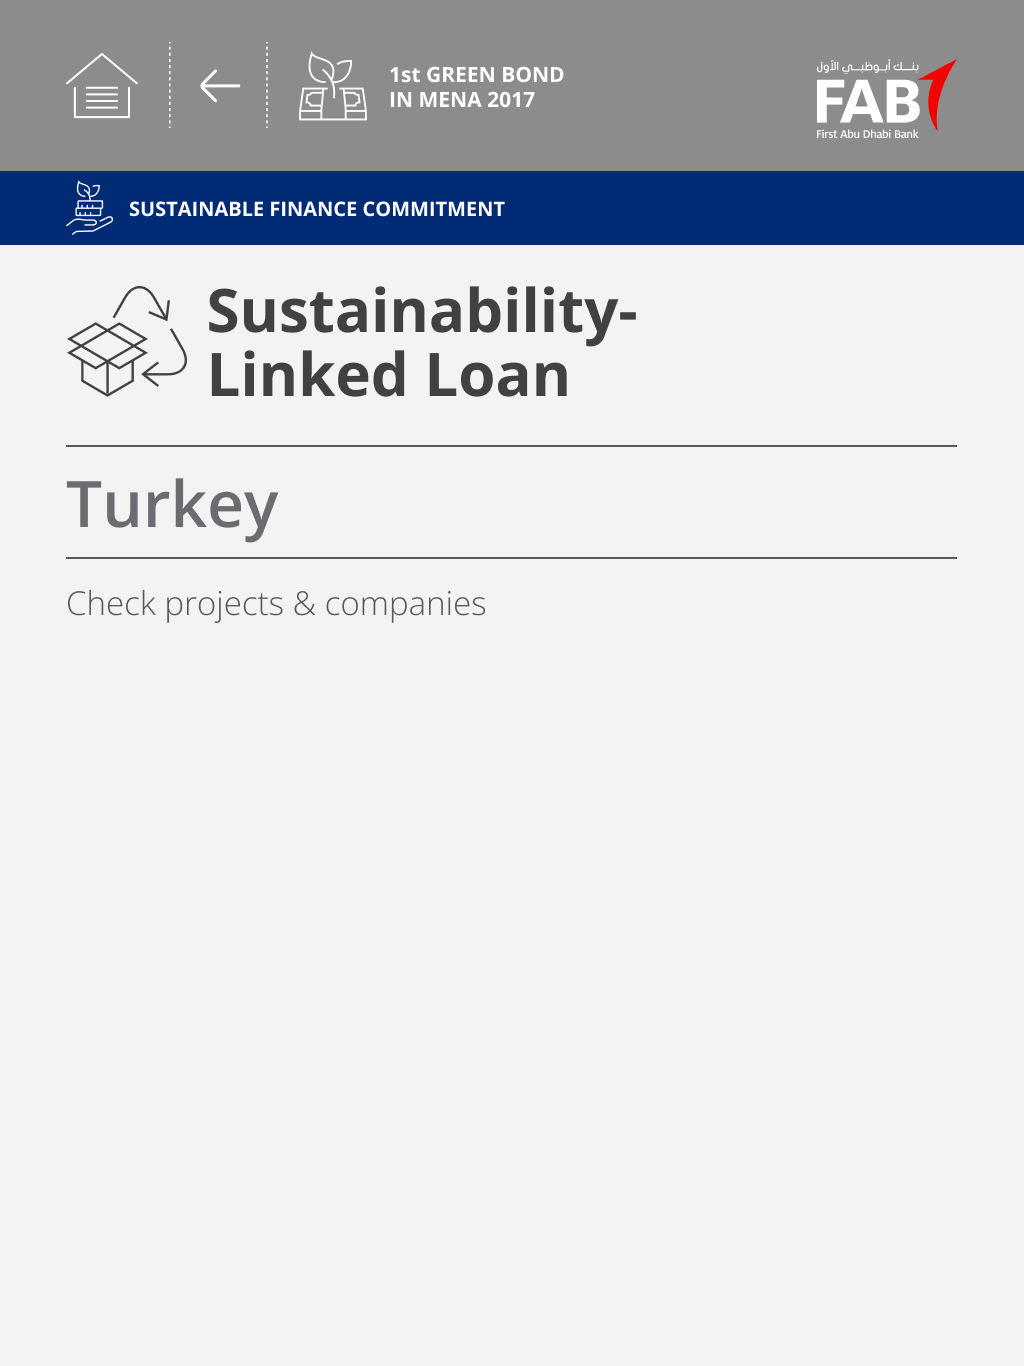 1st GREEN BOND
IN MENA 2017
بنك أبوظبي الأول
FAB
First Abu Dhabi Bank
SUSTAINABLE FINANCE COMMITMENT
Sustainability-
Linked Loan
Turkey
Check projects & companies